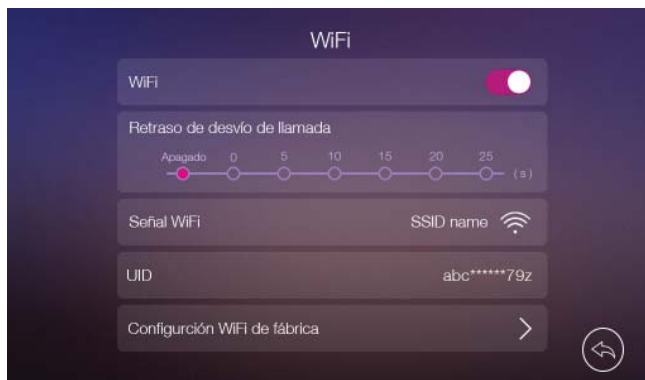 WiFi
WiFi
Retraso de desvío de llamada
Apagado 0 5 10 15 20 25 (s)
Señal WiFi SSID name
UID abc******79z
Configurción WiFi de fábrica